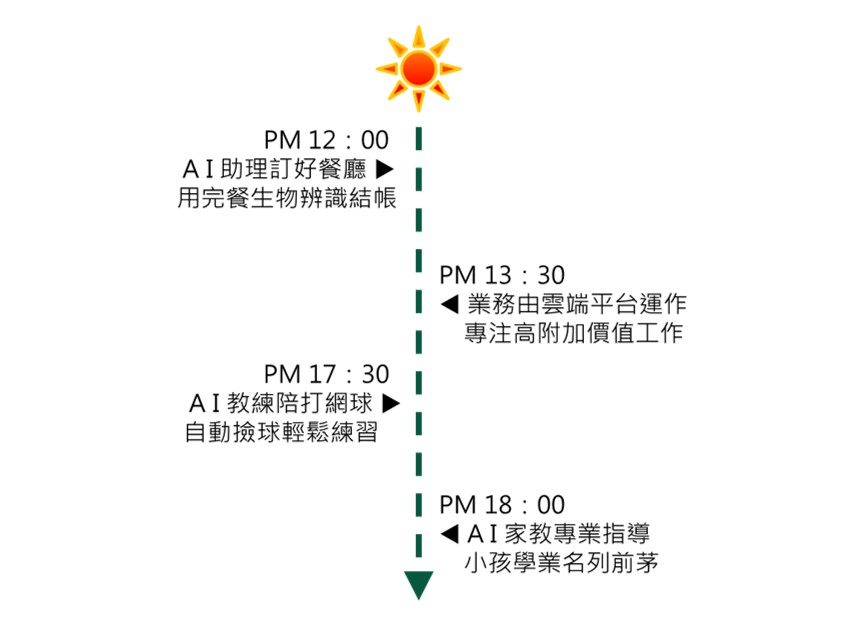 PM 12：00
AI助理訂好餐廳 ▶
用完餐生物辨識結帳
PM 13：30
◀ 業務由雲端平台運作
專注高附加價值工作
PM 17：30
AI教練陪打網球 ▶
自動撿球輕鬆練習
PM 18：00
◀ AI家教專業指導
小孩學業名列前茅